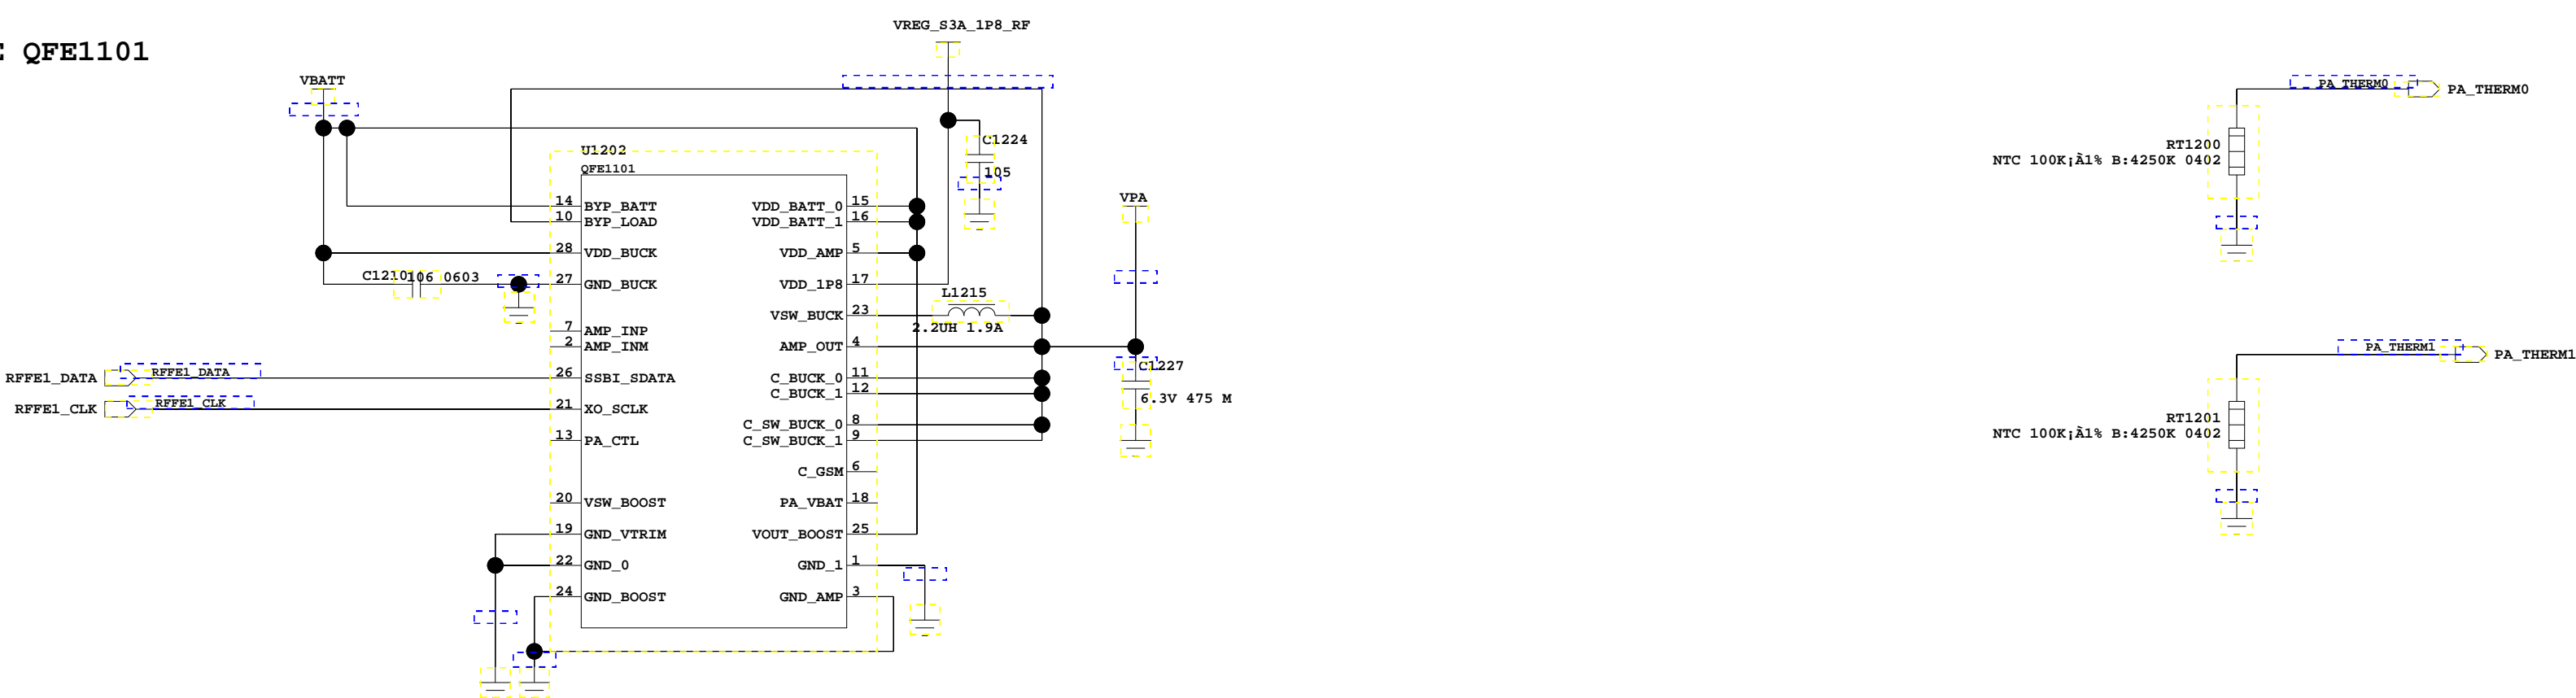 E QFE1101
VREG_S3A_1P8_RF
VBATT
U1202
QFE1101
C1224
105
14 BYP_BATT
10 BYP_LOAD
28 VDD_BUCK
27 GND_BUCK
7 AMP_INP
2 AMP_INM
26 SSBI_SDATA
21 XO_SCLK
13 PA_CTL
20 VSW_BOOST
19 GND_VTRIM
22 GND_0
24 GND_BOOST
VDD_BATT_0 15
VDD_BATT_1 16
VDD_AMP 5
VDD_1P8 17
VSW_BUCK 23
AMP_OUT 4
C_BUCK_0 11
C_BUCK_1 12
C_SW_BUCK_0 8
C_SW_BUCK_1 9
C_GSM 6
PA_VBAT 18
VOUT_BOOST 25
GND_1 1
GND_AMP 3
C1210
106 0603
RFFE1_DATA
RFFE1_DATA
RFFE1_CLK
RFFE1_CLK
L1215
2.2UH 1.9A
VPA
C1227
6.3V 475 M
PA_THERM0
PA_THERM0
RT1200
NTC 100K¡À1% B:4250K 0402
PA_THERM1
PA_THERM1
RT1201
NTC 100K¡À1% B:4250K 0402